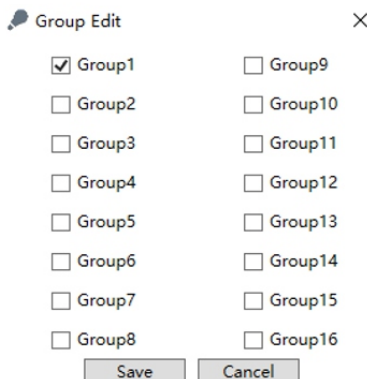 Group Edit
Group1
Group2
Group3
Group4
Group5
Group6
Group7
Group8
Group9
Group10
Group11
Group12
Group13
Group14
Group15
Group16
Save Cancel